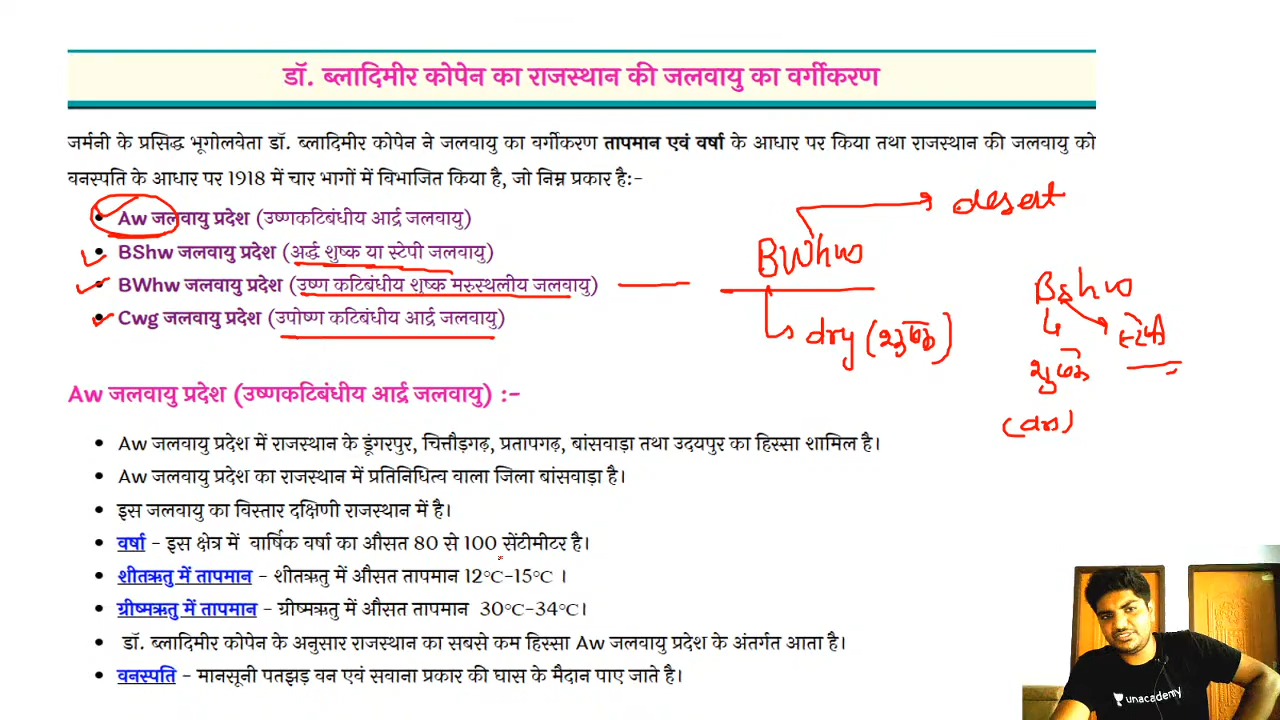 डॉ. ब्लादिमीर कोपेन का राजस्थान की जलवायु का वर्गीकरण
जर्मनी के प्रसिद्ध भूगोलवेता डॉ. ब्लादिमीर कोपेन ने जलवायु का वर्गीकरण तापमान एवं वर्षा के आधार पर किया तथा राजस्थान की जलवायु को
वनस्पति के आधार पर 1918 में चार भागों में विभाजित किया है, जो निम्न प्रकार है:-
• Aw जलवायु प्रदेश (उष्णकटिबंधीय आर्द्र जलवायु)
• BShw जलवायु प्रदेश (अर्द्ध शुष्क या स्टेपी जलवायु)
• BWhw जलवायु प्रदेश (उष्ण कटिबंधीय शुष्क मरुस्थलीय जलवायु)
• Cwg जलवायु प्रदेश (उपोष्ण कटिबंधीय आर्द्र जलवायु)
desert
BWhw
dry (शुष्क)
BShw
स्टेपी
शुष्क
Aw जलवायु प्रदेश (उष्णकटिबंधीय आर्द्र जलवायु) :-
• Aw जलवायु प्रदेश में राजस्थान के डूंगरपुर, चित्तौड़गढ़, प्रतापगढ़, बांसवाड़ा तथा उदयपुर का हिस्सा शामिल है।
• Aw जलवायु प्रदेश का राजस्थान में प्रतिनिधित्व वाला जिला बांसवाड़ा है।
• इस जलवायु का विस्तार दक्षिणी राजस्थान में है।
• वर्षा - इस क्षेत्र में वार्षिक वर्षा का औसत 80 से 100 सेंटीमीटर है।
• शीतऋतु में तापमान - शीतऋतु में औसत तापमान 12°C-15°C ।
• ग्रीष्मऋतु में तापमान - ग्रीष्मऋतु में औसत तापमान 30°C-34°C।
• डॉ. ब्लादिमीर कोपेन के अनुसार राजस्थान का सबसे कम हिस्सा Aw जलवायु प्रदेश के अंतर्गत आता है।
• वनस्पति - मानसूनी पतझड़ वन एवं सवाना प्रकार की घास के मैदान पाए जाते है।
unacademy